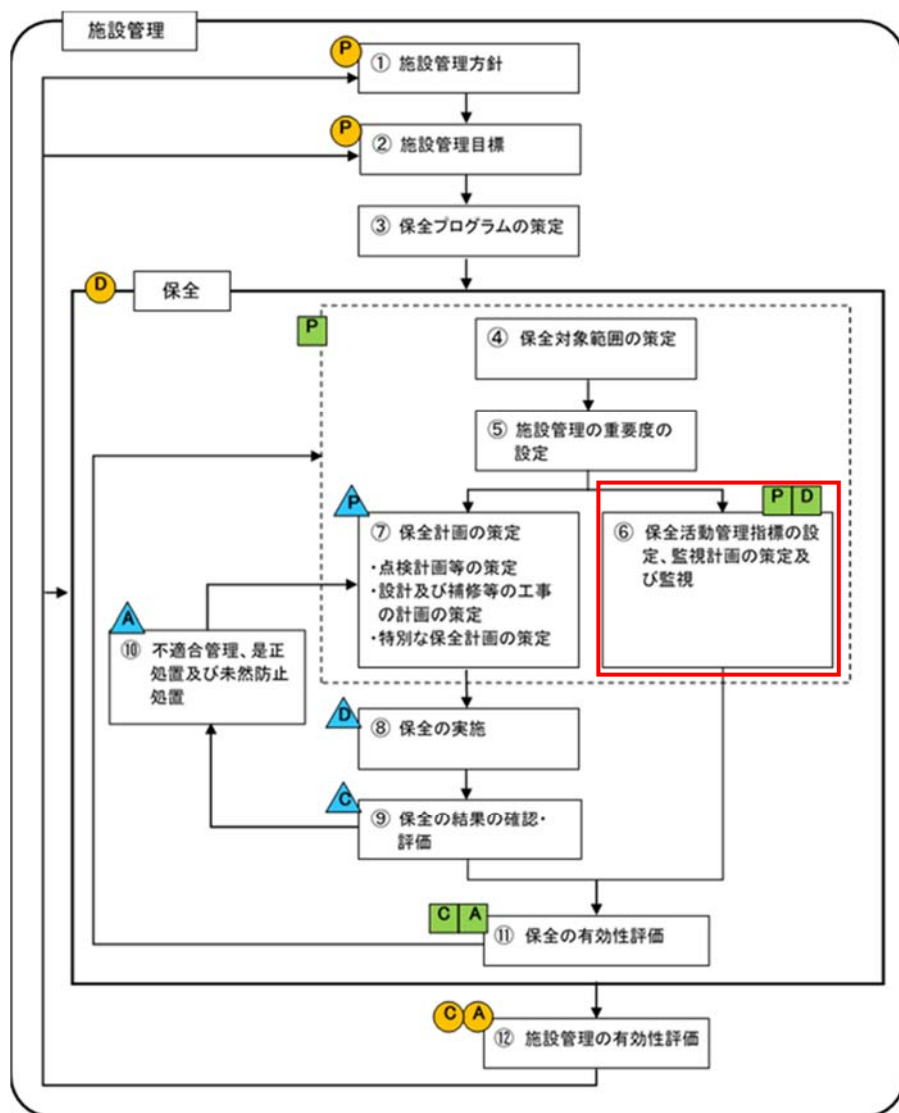 施設管理
P
① 施設管理方針
P
② 施設管理目標
③ 保全プログラムの策定
D
保全
P
④ 保全対象範囲の策定
⑤ 施設管理の重要度の
設定
P
⑦ 保全計画の策定
・点検計画等の策定
・設計及び補修等の工事
の計画の策定
・特別な保全計画の策定
P D
⑥ 保全活動管理指標の設
定、監視計画の策定及
び監視
A
⑩ 不適合管理、是正
処置及び未然防止
処置
D
⑧ 保全の実施
C
⑨ 保全の結果の確認・
評価
C A
⑪ 保全の有効性評価
C A
⑫ 施設管理の有効性評価